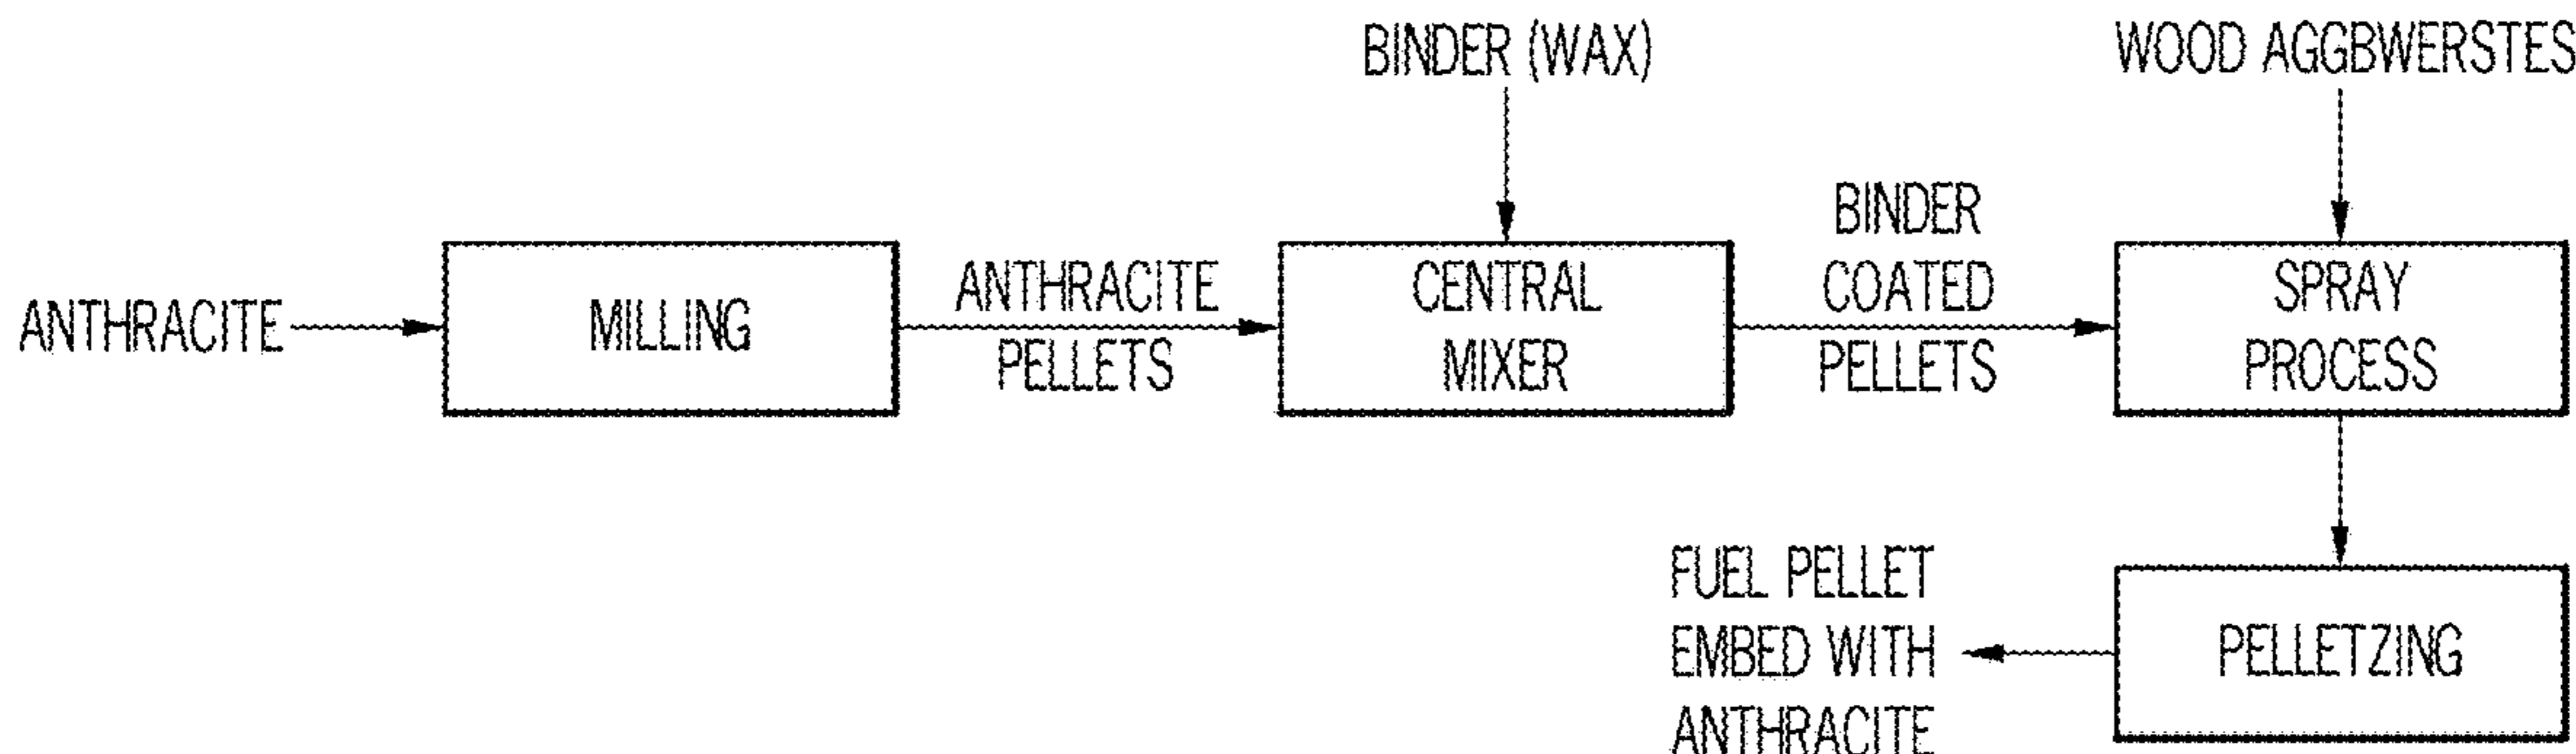 BINDER (WAX)
WOOD AGGBWERSTES
ANTHRACITE
MILLING
ANTHRACITE
PELLETS
CENTRAL
MIXER
BINDER
COATED
PELLETS
SPRAY
PROCESS
FUEL PELLET
EMBED WITH
ANTHRACITE
PELLETZING